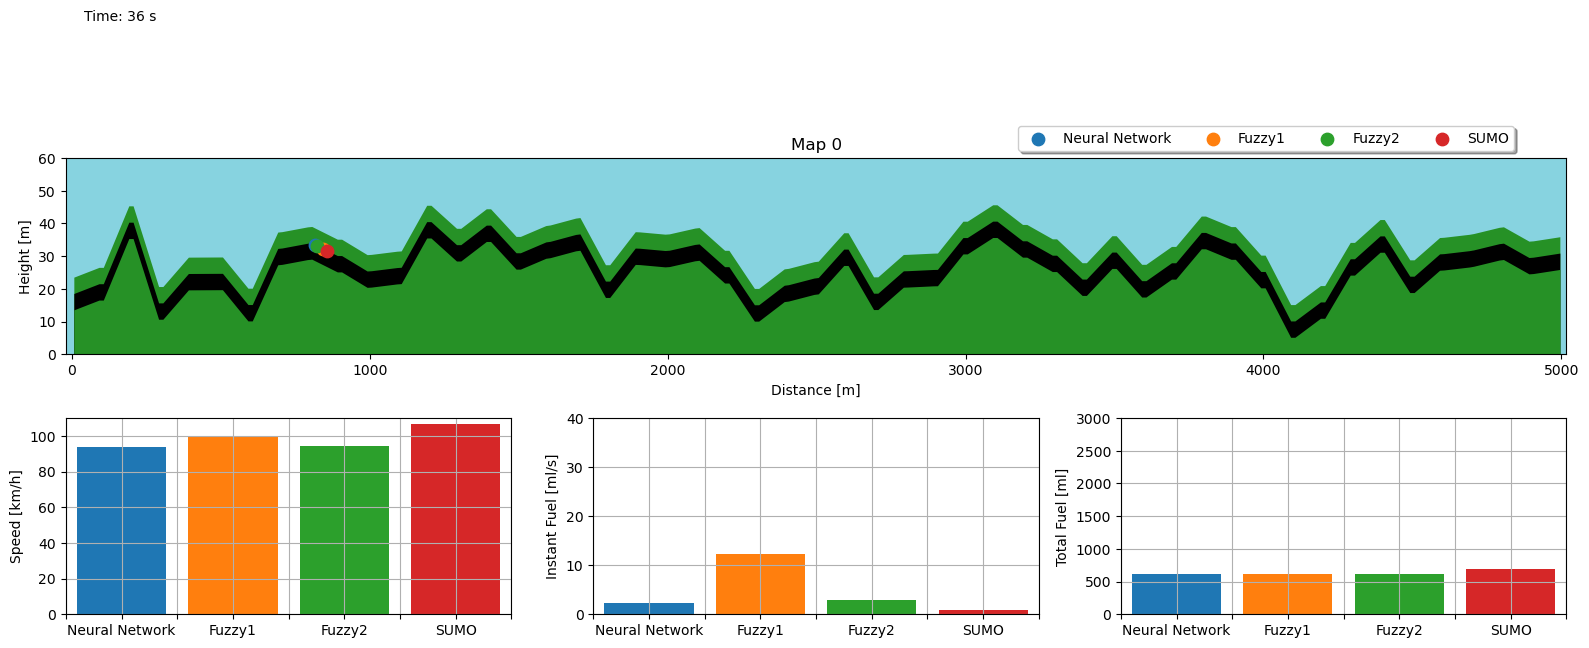 Time: 36 s
Map 0
Neural Network Fuzzy1 Fuzzy2 SUMO
Height [m]
60
50
40
30
20
10
0
0 1000 2000 3000 4000 5000
Distance [m]
Speed [km/h]
100
80
60
40
20
0
Neural Network Fuzzy1 Fuzzy2 SUMO
Instant Fuel [ml/s]
40
30
20
10
0
Neural Network Fuzzy1 Fuzzy2 SUMO
Total Fuel [ml]
3000
2500
2000
1500
1000
500
0
Neural Network Fuzzy1 Fuzzy2 SUMO